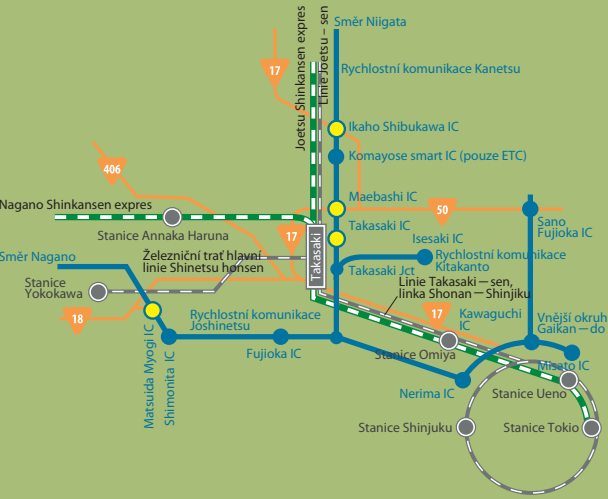 Směr Niigata
Joetsu Shinkansen expres
Linie Joetsu – sen
17
Rychlostní komunikace Kanetsu
Ikaho Shibukawa IC
Komayose smart IC (pouze ETC)
406
Maebashi IC
50
Nagano Shinkansen expres
Takasaki IC
Sano
Fujioka IC
Stanice Annaka Haruna
17
Isesaki IC
Směr Nagano
Železniční trať hlavní
linie Shinetsu honsen
Takasaki
Takasaki Jct
Rychlostní komunikace
Kitakanto
Stanice
Yokokawa
Linie Takasaki – sen,
linka Shonan – Shinjiku
18
Rychlostní komunikace
Jóshinetsu
17
Kawaguchi
IC
Vnější okruh
Gaikan – do
Matsuida Myogi IC
Shimonita IC
Fujioka IC
Stanice Omiya
Misato IC
Nerima IC
Stanice Ueno
Stanice Shinjuku
Stanice Tokio